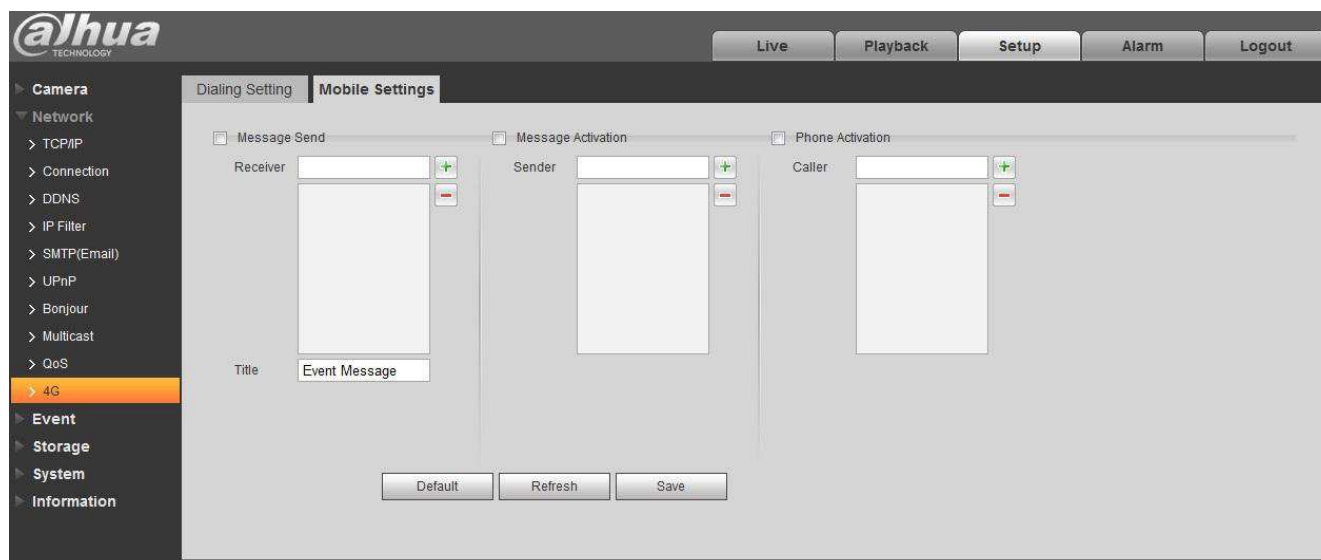 alhua
TECHNOLOGY
Live Playback Setup Alarm Logout
Camera
Network
TCP/IP
Connection
DDNS
IP Filter
SMTP(Email)
UPnP
Bonjour
Multicast
QoS
4G
Event
Storage
System
Information
Dialing Setting Mobile Settings
Message Send
Receiver
Title Event Message
Message Activation
Sender
Phone Activation
Caller
Default Refresh Save